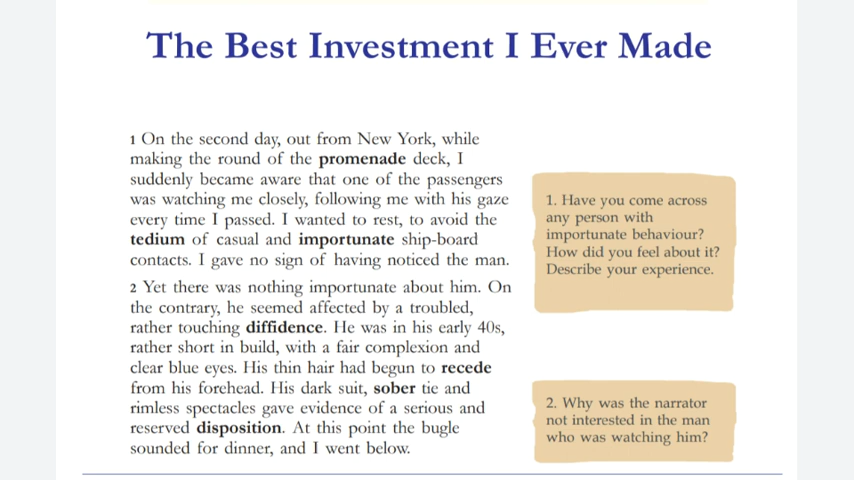 The Best Investment I Ever Made
1 On the second day, out from New York, while
making the round of the promenade deck, I
suddenly became aware that one of the passengers
was watching me closely, following me with his gaze
every time I passed. I wanted to rest, to avoid the
tedium of casual and importunate ship-board
contacts. I gave no sign of having noticed the man.
2 Yet there was nothing importunate about him. On
the contrary, he seemed affected by a troubled,
rather touching diffidence. He was in his early 40s,
rather short in build, with a fair complexion and
clear blue eyes. His thin hair had begun to recede
from his forehead. His dark suit, sober tie and
rimless spectacles gave evidence of a serious and
reserved disposition. At this point the bugle
sounded for dinner, and I went below.
1. Have you come across
any person with
importunate behaviour?
How did you feel about it?
Describe your experience.
2. Why was the narrator
not interested in the man
who was watching him?